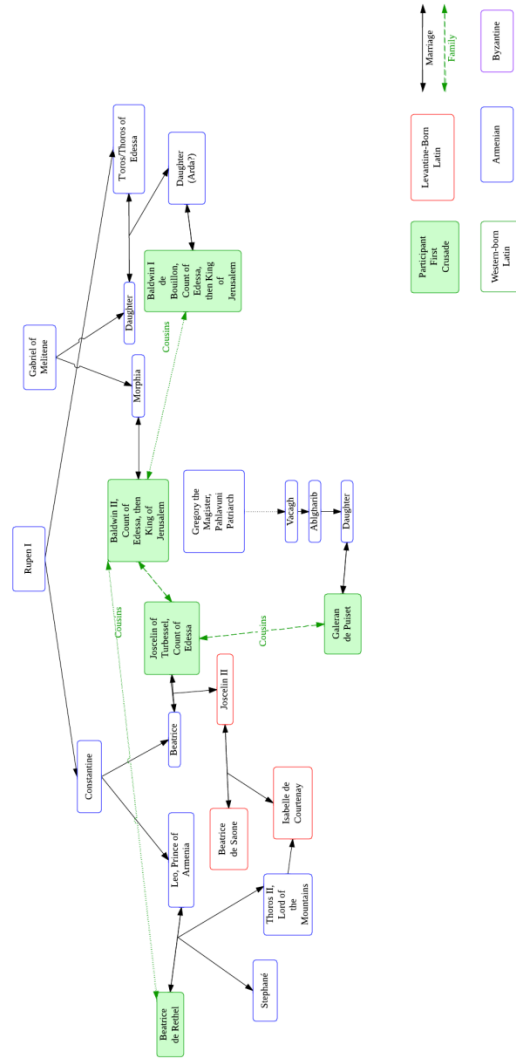 Gabriel of
Melitene
Rupen I
T'oros/Thoros of
Edessa
Daughter
(Arda?)
Daughter
Morphia
Baldwin I
de
Bouillon, Count
of
Edessa,
then King
of
Jerusalem
Cousins
Baldwin II,
Count
of
Edessa, then
King of
Jerusalem
Gregory the
Magister,
Pahlavuni
Patriarch
Vacagh
Abigharib
Daughter
Cousins
Joscelin of
Turbessel,
Count of
Edessa
Cousins
Galeran
de Puiset
Constantine
Beatrice
Joscelin II
Leo, Prince of
Armenia
Beatrice
de Saone
Isabelle de
Courtenay
Thoros II,
Lord of
the
Mountains
Stephané
Beatrice
de Rethel
Marriage
Family
Levantine-Born
Latin
Byzantine
Participant
First
Crusade
Armenian
Western-born
Latin